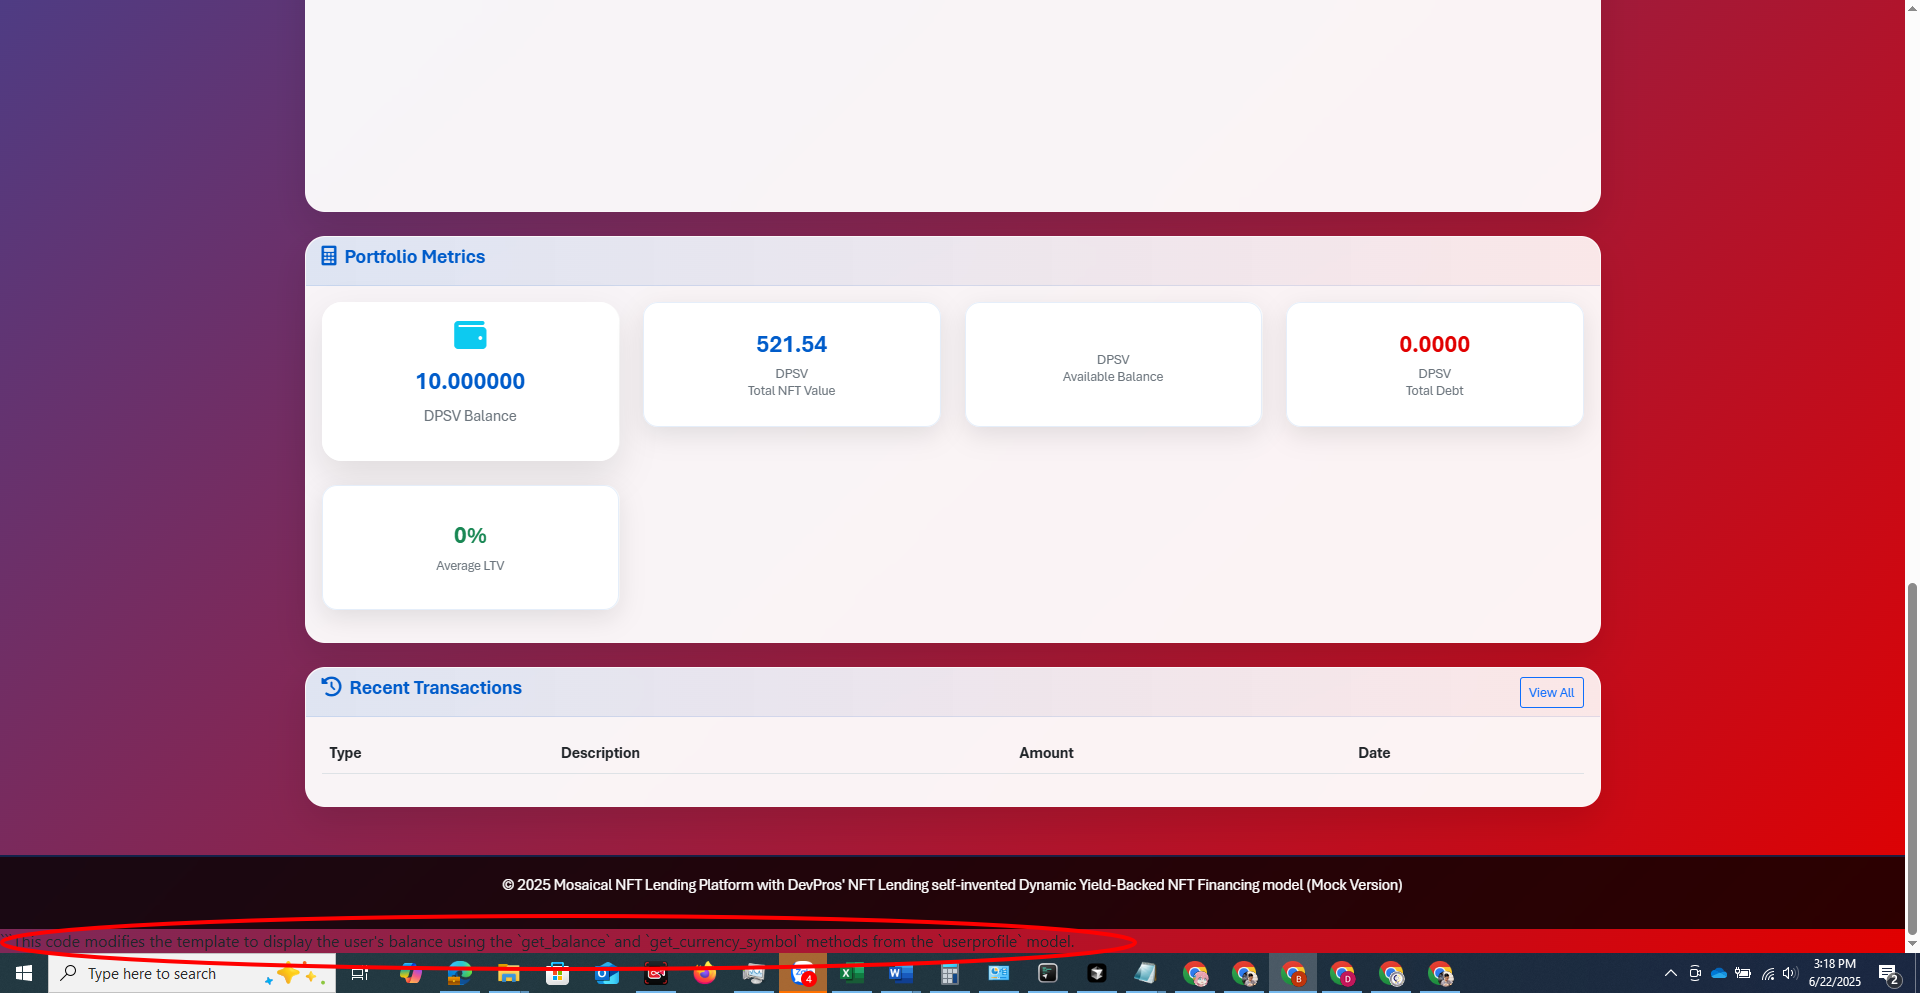 Portfolio Metrics
10.000000
DPSV Balance
521.54
DPSV
Total NFT Value
DPSV
Available Balance
0.0000
DPSV
Total Debt
0%
Average LTV
Recent Transactions
View All
Type Description Amount Date
© 2025 Mosaical NFT Lending Platform with DevPros' NFT Lending self-invented Dynamic Yield-Backed NFT Financing model (Mock Version)
```This code modifies the template to display the user's balance using the `get_balance` and `get_currency_symbol` methods from the `userprofile` model.
Type here to search
3:18 PM
6/22/2025